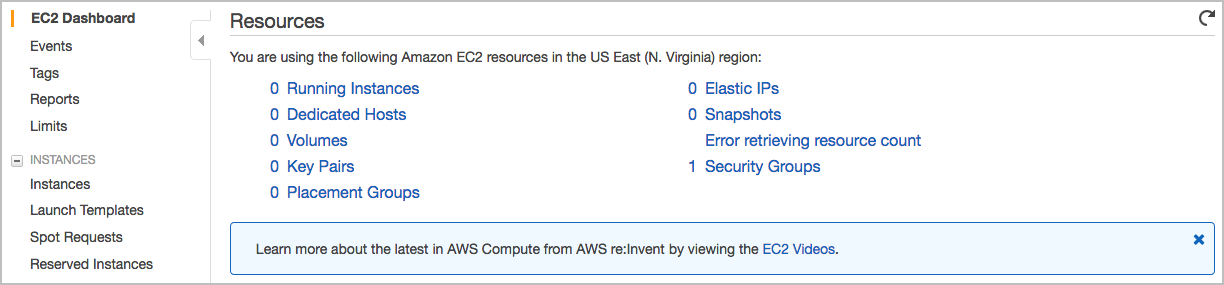 EC2 Dashboard
Events
Tags
Reports
Limits
INSTANCES
Instances
Launch Templates
Spot Requests
Reserved Instances
Resources
You are using the following Amazon EC2 resources in the US East (N. Virginia) region:
0 Running Instances
0 Dedicated Hosts
0 Volumes
0 Key Pairs
0 Placement Groups
0 Elastic IPs
0 Snapshots
Error retrieving resource count
1 Security Groups
Learn more about the latest in AWS Compute from AWS re:Invent by viewing the EC2 Videos.